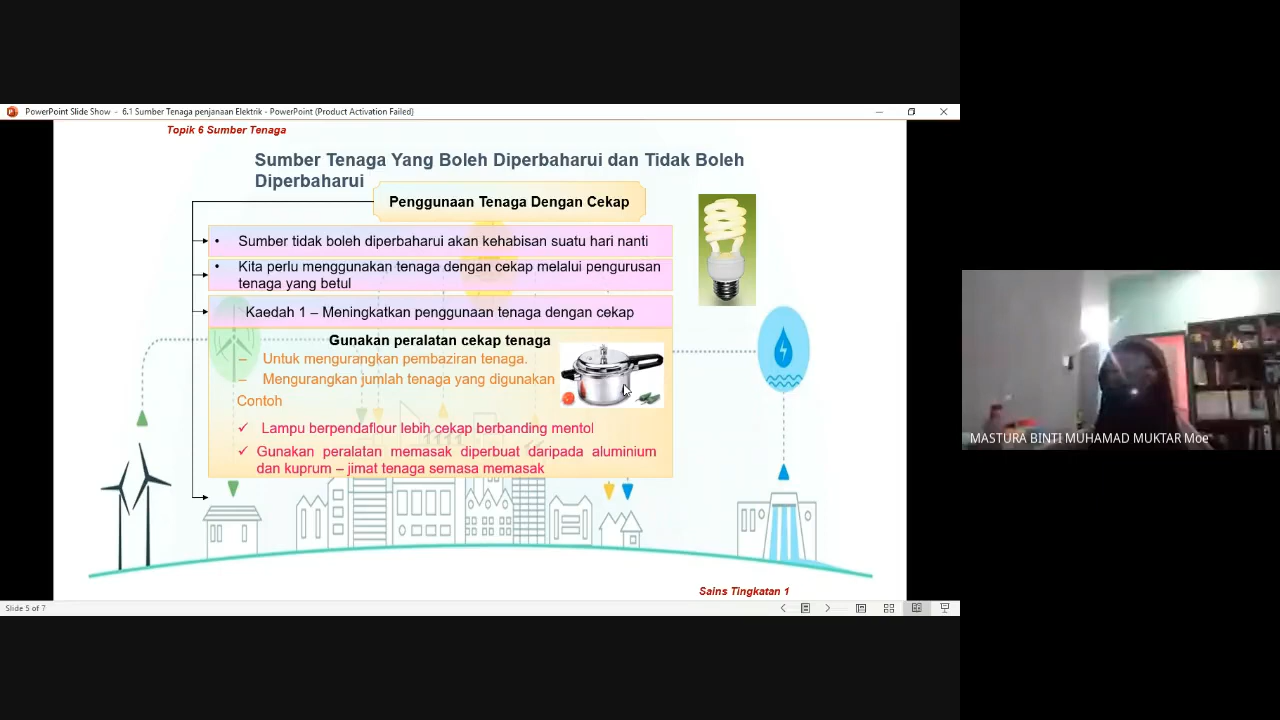 PowerPoint Slide Show - 6.1 Sumber Tenaga penjanaan Elektrik - PowerPoint (Product Activation Failed)
Topik 6 Sumber Tenaga
Sumber Tenaga Yang Boleh Diperbaharui dan Tidak Boleh
Diperbaharui
Penggunaan Tenaga Dengan Cekap
• Sumber tidak boleh diperbaharui akan kehabisan suatu hari nanti
• Kita perlu menggunakan tenaga dengan cekap melalui pengurusan
tenaga yang betul
Kaedah 1 – Meningkatkan penggunaan tenaga dengan cekap
Gunakan peralatan cekap tenaga
– Untuk mengurangkan pembaziran tenaga.
– Mengurangkan jumlah tenaga yang digunakan
Contoh
✓ Lampu berpendaflour lebih cekap berbanding mentol
✓ Gunakan peralatan memasak diperbuat daripada aluminium
dan kuprum – jimat tenaga semasa memasak
Sains Tingkatan 1
Slide 5 of 7
MASTURA BINTI MUHAMAD MUKTAR Moe